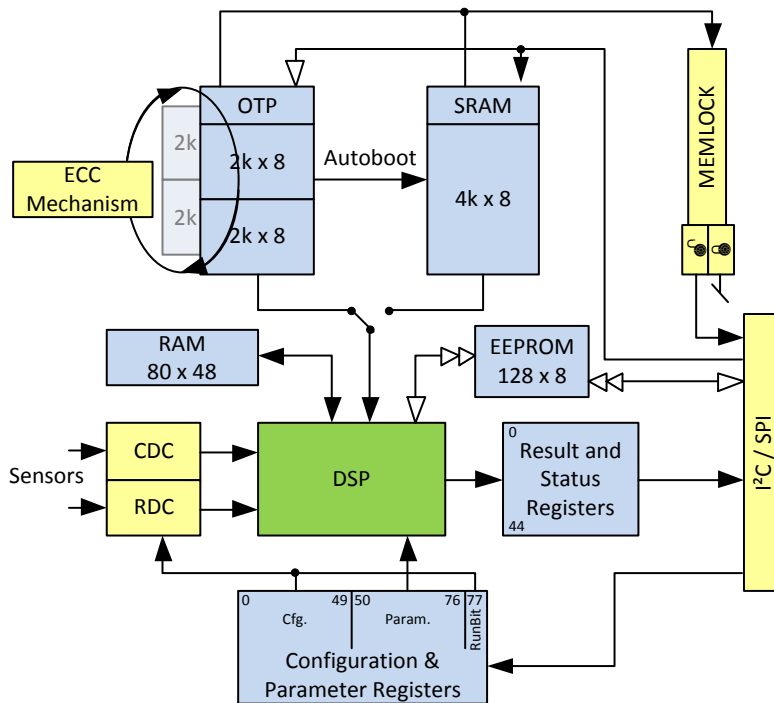 OTP
SRAM
MEMLOCK
2k
2k x 8
Autoboot
ECC
Mechanism
4k x 8
2k
2k x 8
RAM
80 x 48
EEPROM
128 x 8
I²C / SPI
Sensors
CDC
RDC
DSP
0
Result and
Status
Registers
44
0
49
50
76
77
Cfg.
Param.
RunBit
Configuration &
Parameter Registers